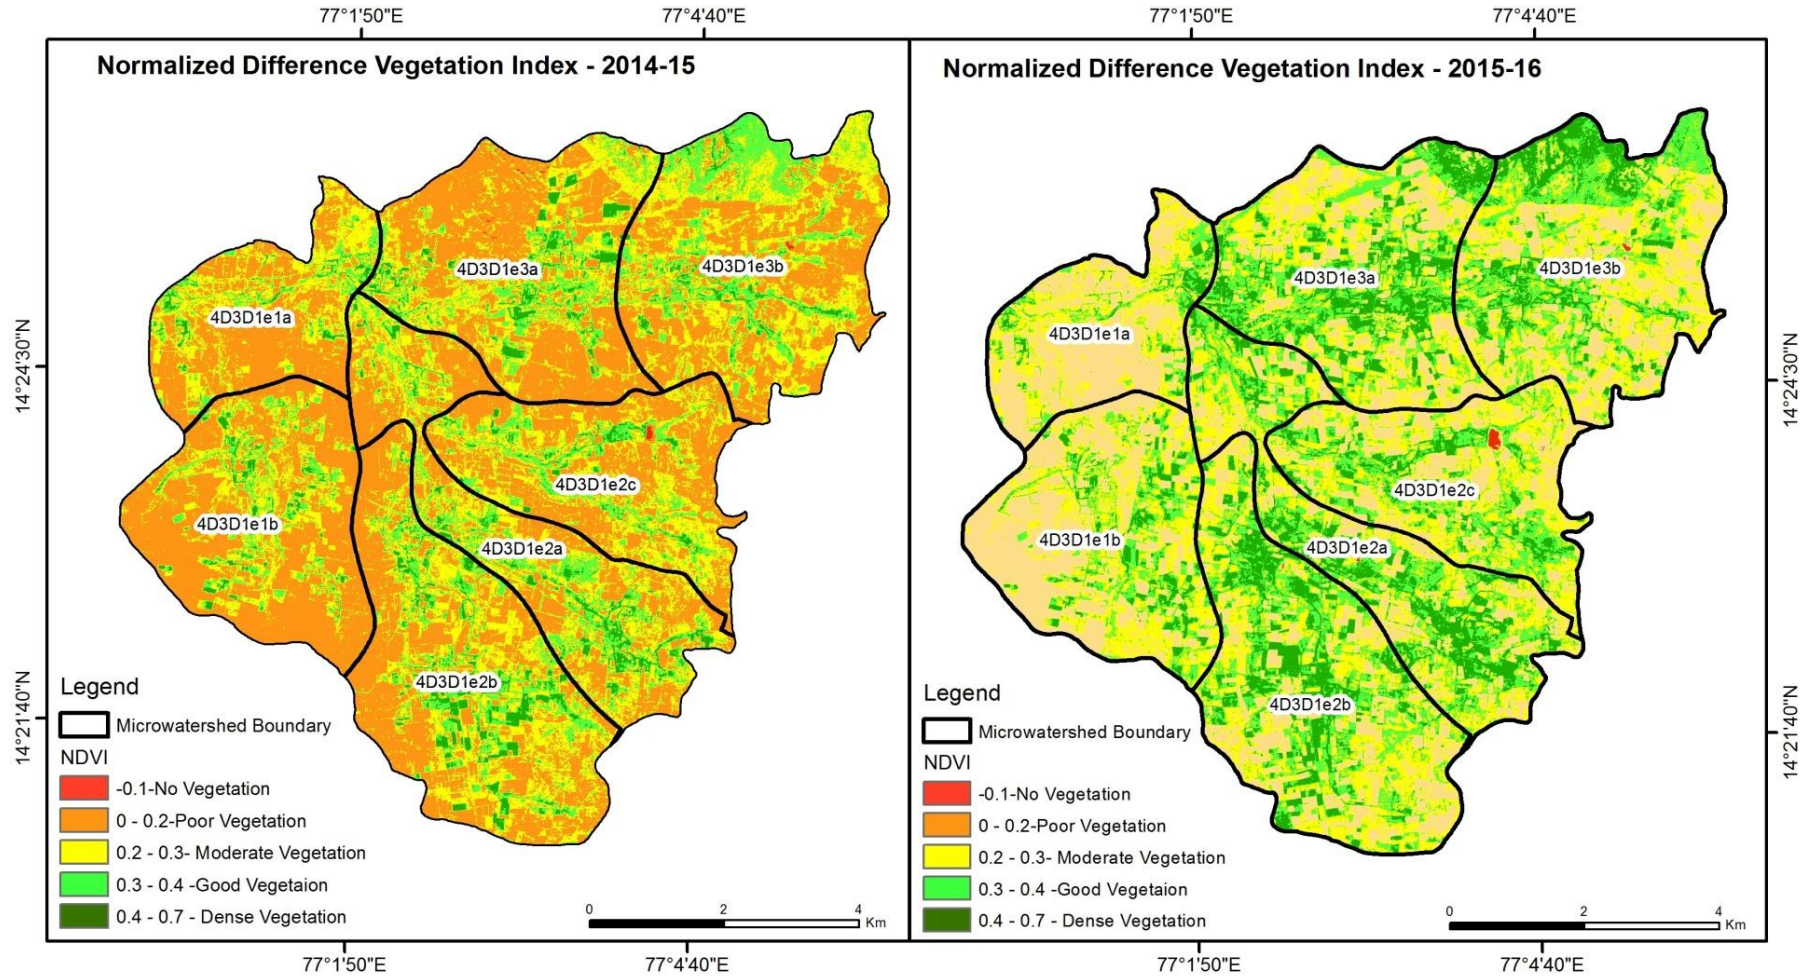 77°1'50"E 77°4'40"E 77°1'50"E 77°4'40"E
Normalized Difference Vegetation Index - 2014-15
4D3D1e3a
4D3D1e3b
4D3D1e1a
4D3D1e2c
4D3D1e1b
4D3D1e2a
4D3D1e2b
14°24'30"N
14°21'40"N
Legend
Microwatershed Boundary
NDVI
-0.1-No Vegetation
0 - 0.2-Poor Vegetation
0.2 - 0.3- Moderate Vegetation
0.3 - 0.4 -Good Vegetaion
0.4 - 0.7 - Dense Vegetation
0 2 4
Km
Normalized Difference Vegetation Index - 2015-16
4D3D1e3a
4D3D1e3b
4D3D1e1a
4D3D1e2c
4D3D1e1b
4D3D1e2a
4D3D1e2b
14°24'30"N
14°21'40"N
Legend
Microwatershed Boundary
NDVI
-0.1-No Vegetation
0 - 0.2-Poor Vegetation
0.2 - 0.3- Moderate Vegetation
0.3 - 0.4 -Good Vegetaion
0.4 - 0.7 - Dense Vegetation
0 2 4
Km
77°1'50"E 77°4'40"E 77°1'50"E 77°4'40"E